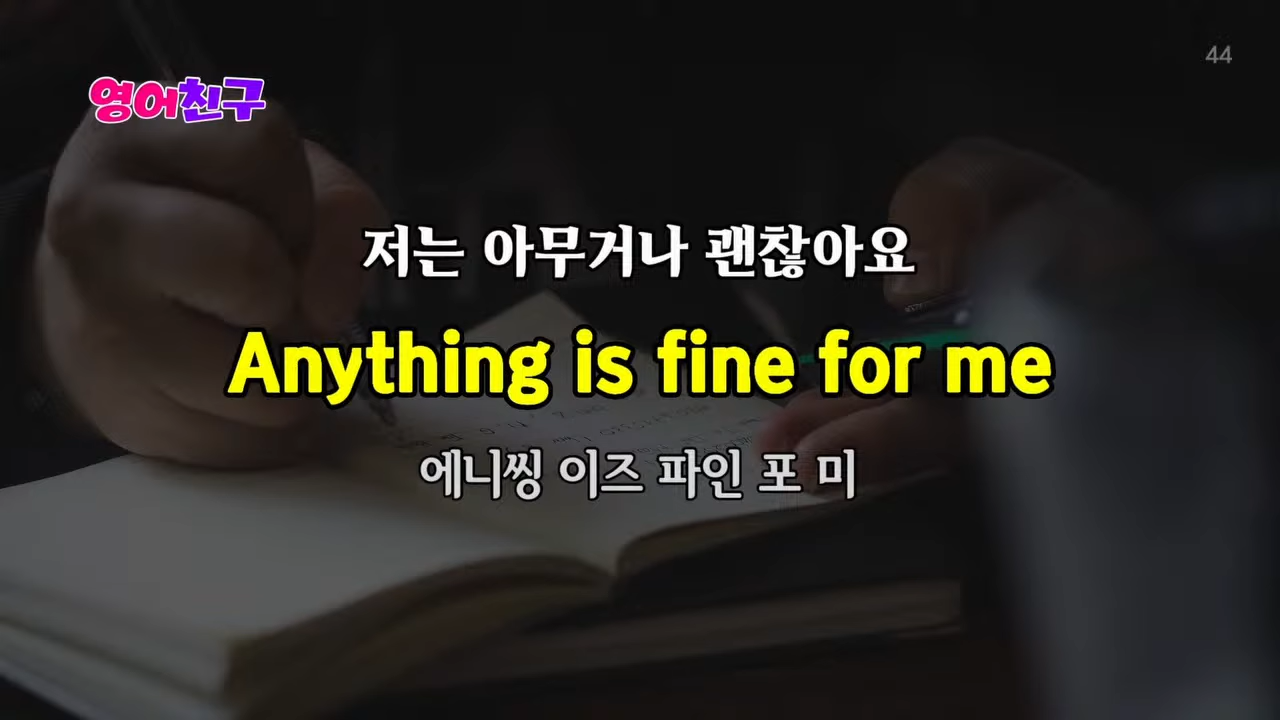 44
영어친구
저는 아무거나 괜찮아요
Anything is fine for me
에니씽 이즈 파인 포 미